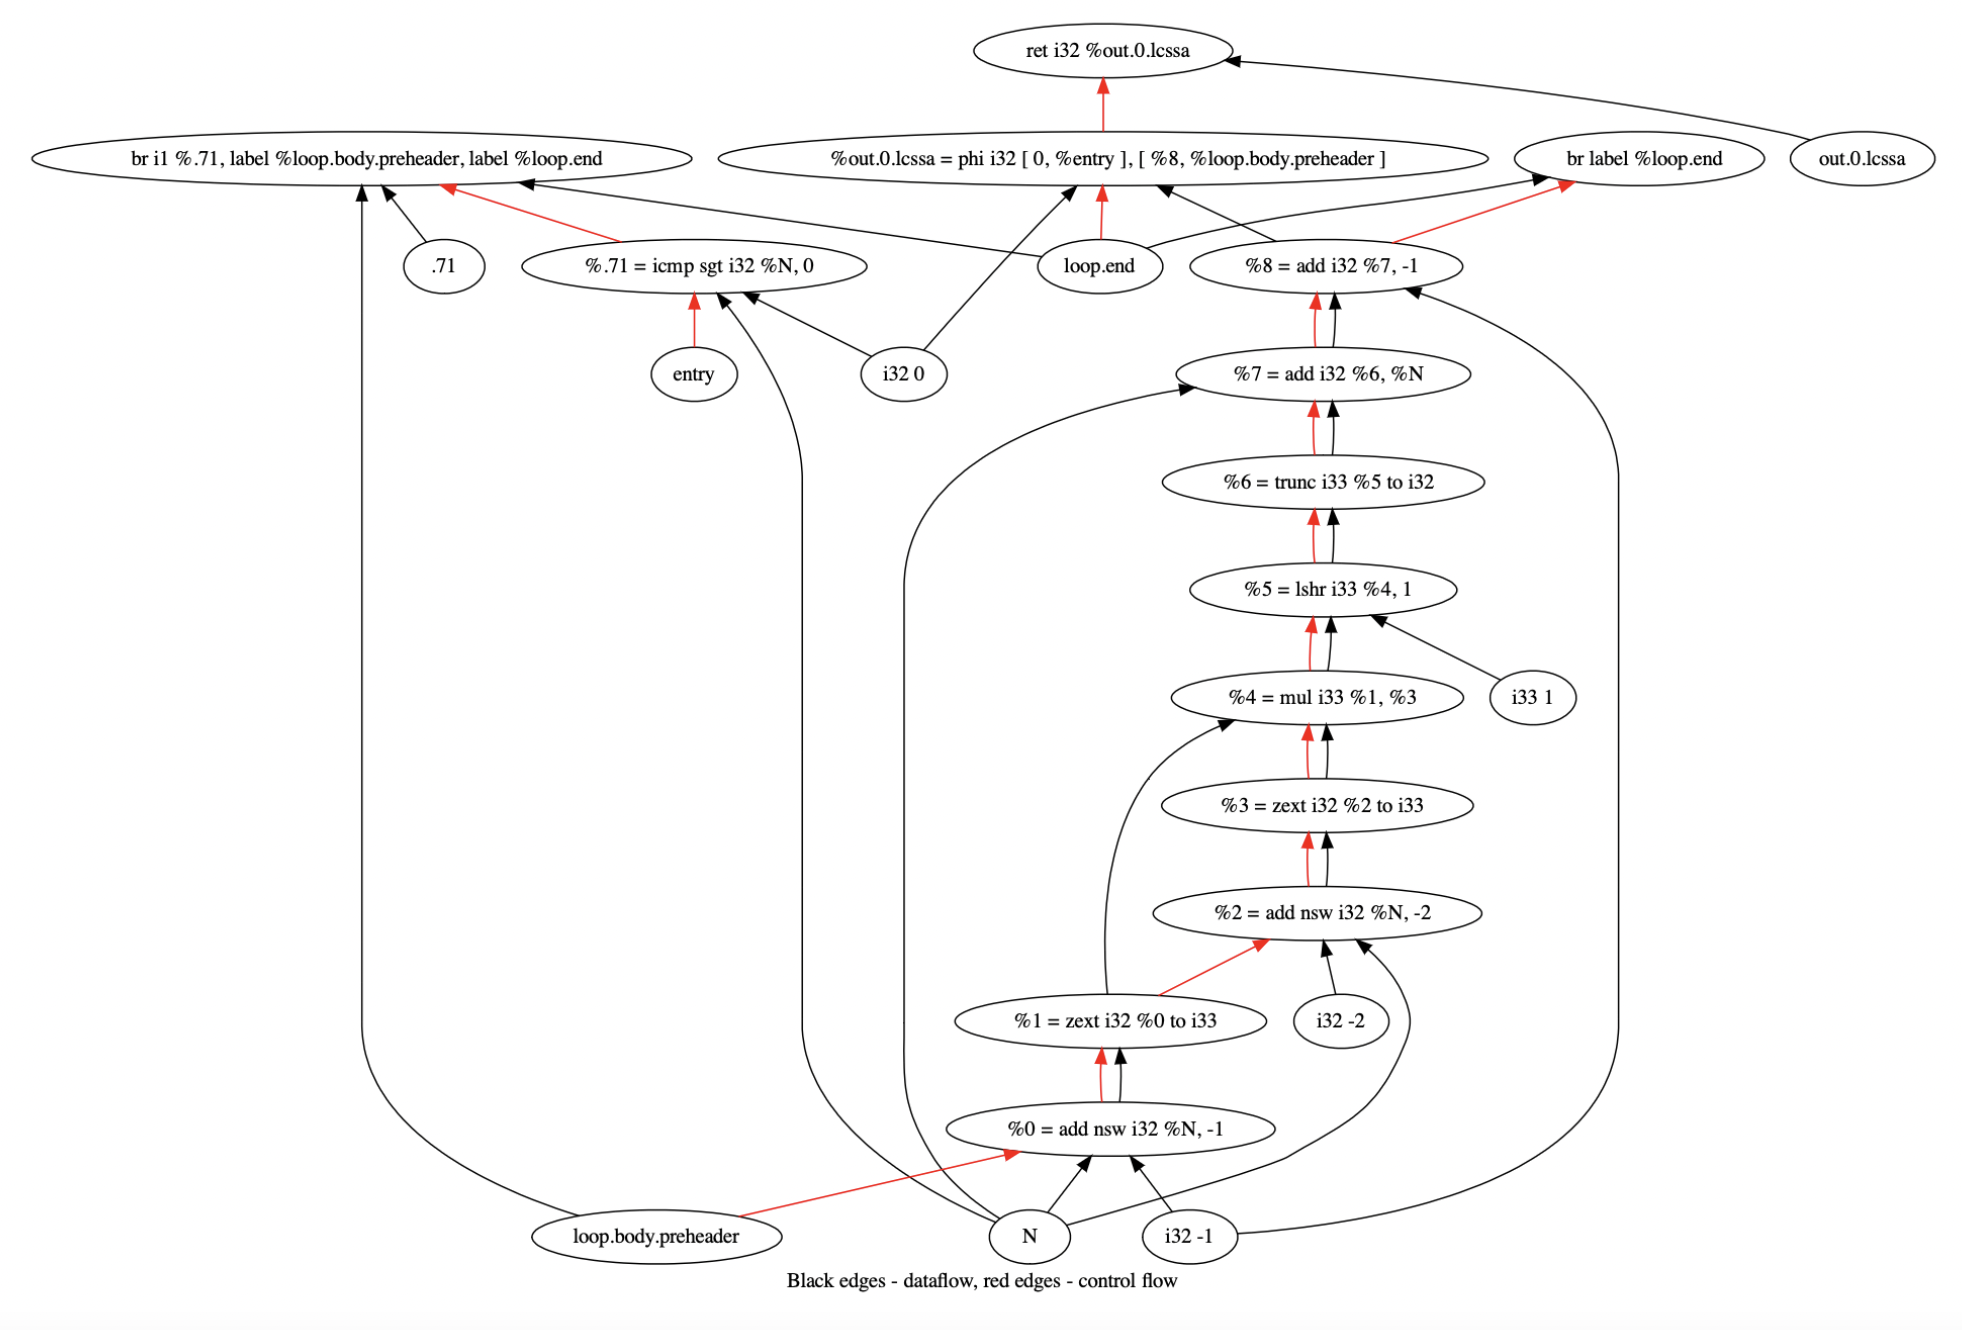 ret i32 %out.0.lcssa
br i1 %.71, label %loop.body.preheader, label %loop.end
%out.0.lcssa = phi i32 [ 0, %entry ], [ %8, %loop.body.preheader ]
br label %loop.end
out.0.lcssa
.71
%.71 = icmp sgt i32 %N, 0
loop.end
%8 = add i32 %7, -1
entry
i32 0
%7 = add i32 %6, %N
%6 = trunc i33 %5 to i32
%5 = lshr i33 %4, 1
%4 = mul i33 %1, %3
i33 1
%3 = zext i32 %2 to i33
%2 = add nsw i32 %N, -2
%1 = zext i32 %0 to i33
i32 -2
%0 = add nsw i32 %N, -1
loop.body.preheader
N
i32 -1
Black edges - dataflow, red edges - control flow